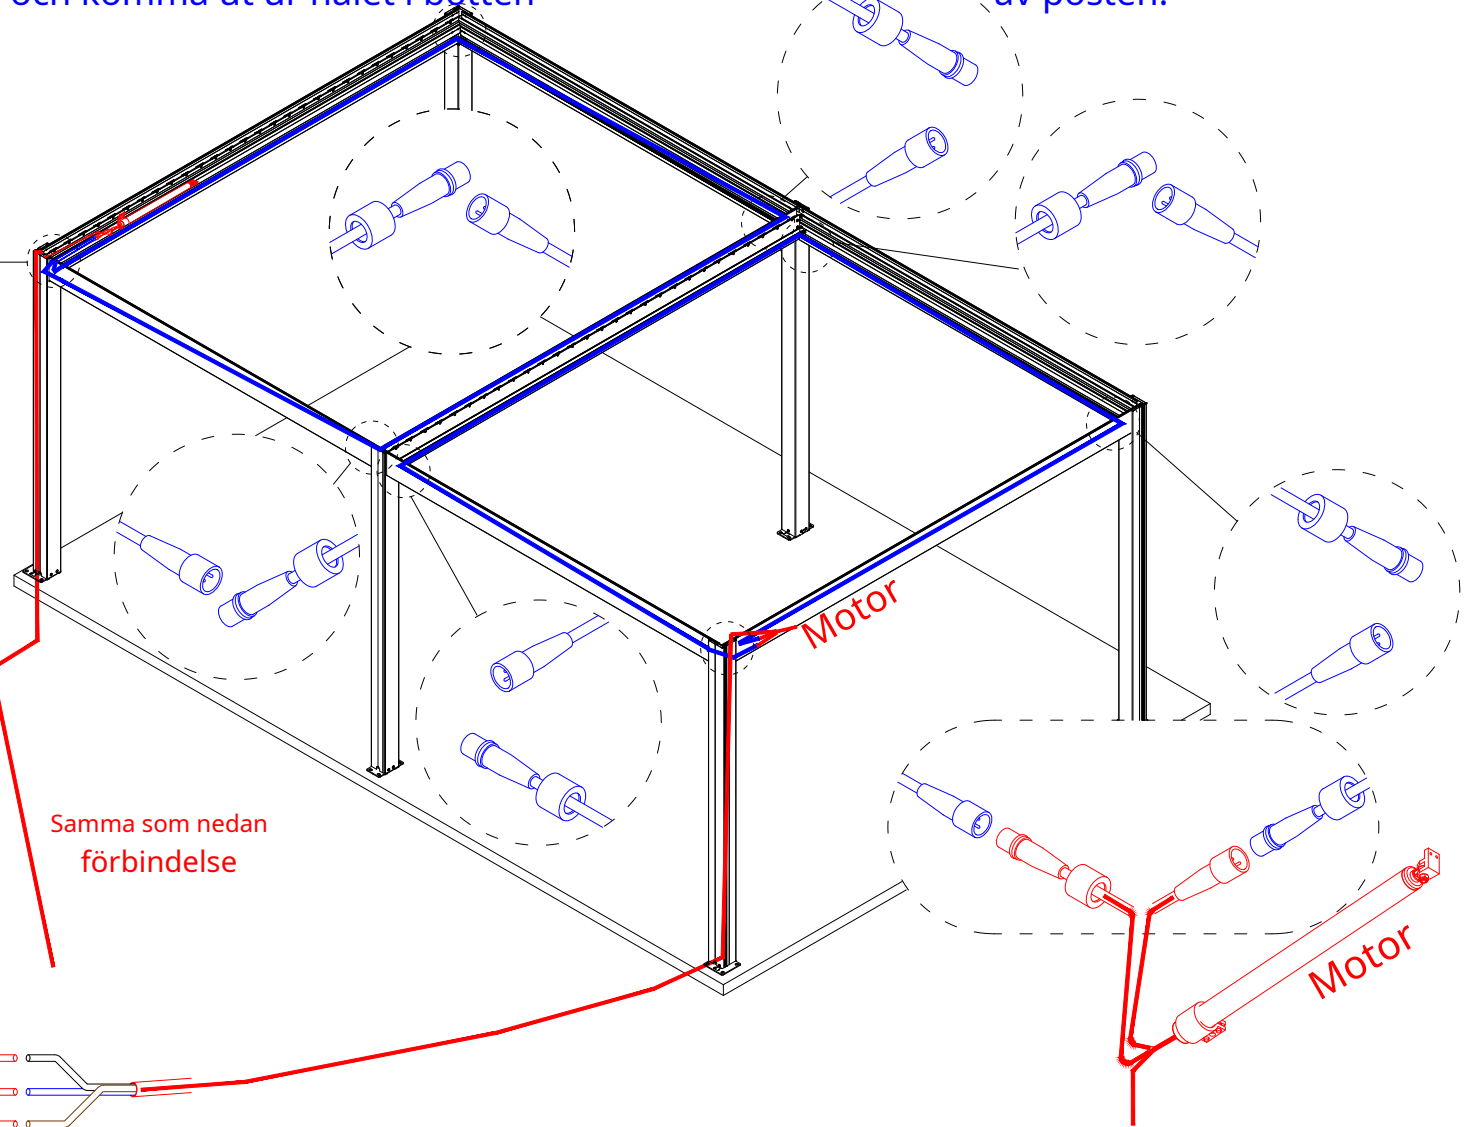 och komma ut ur hålet i botten av posten.
Motor
Samma som nedan
förbindelse
Motor